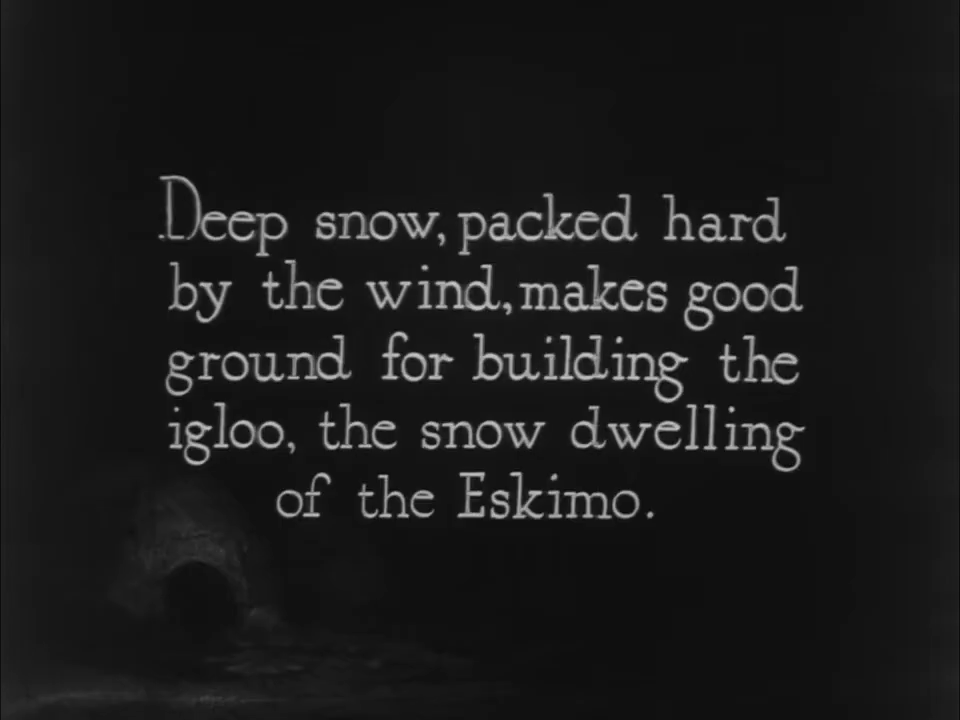 Deep snow, packed hard
by the wind, makes good
ground for building the
igloo, the snow dwelling
of the Eskimo.